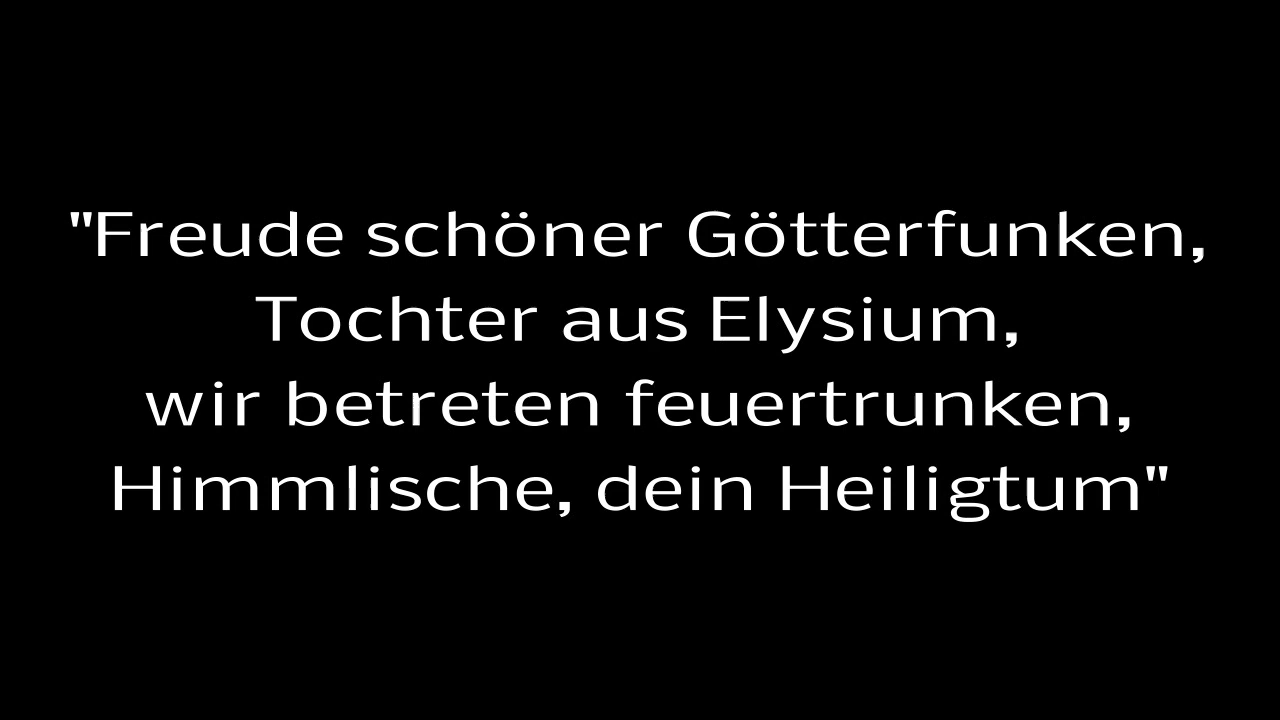 "Freude schöner Götterfunken,
Tochter aus Elysium,
wir betreten feuertrunken,
Himmlische, dein Heiligtum"